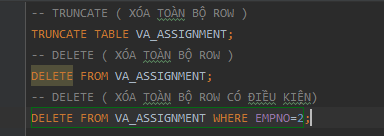 -- TRUNCATE ( XÓA TOÀN BỘ ROW )
TRUNCATE TABLE VA_ASSIGNMENT;
-- DELETE ( XÓA TOÀN BỘ ROW )
DELETE FROM VA_ASSIGNMENT;
-- DELETE ( XÓA TOÀN BỘ ROW CÓ ĐIỀU KIÊN)
DELETE FROM VA_ASSIGNMENT WHERE EMPNO=2;